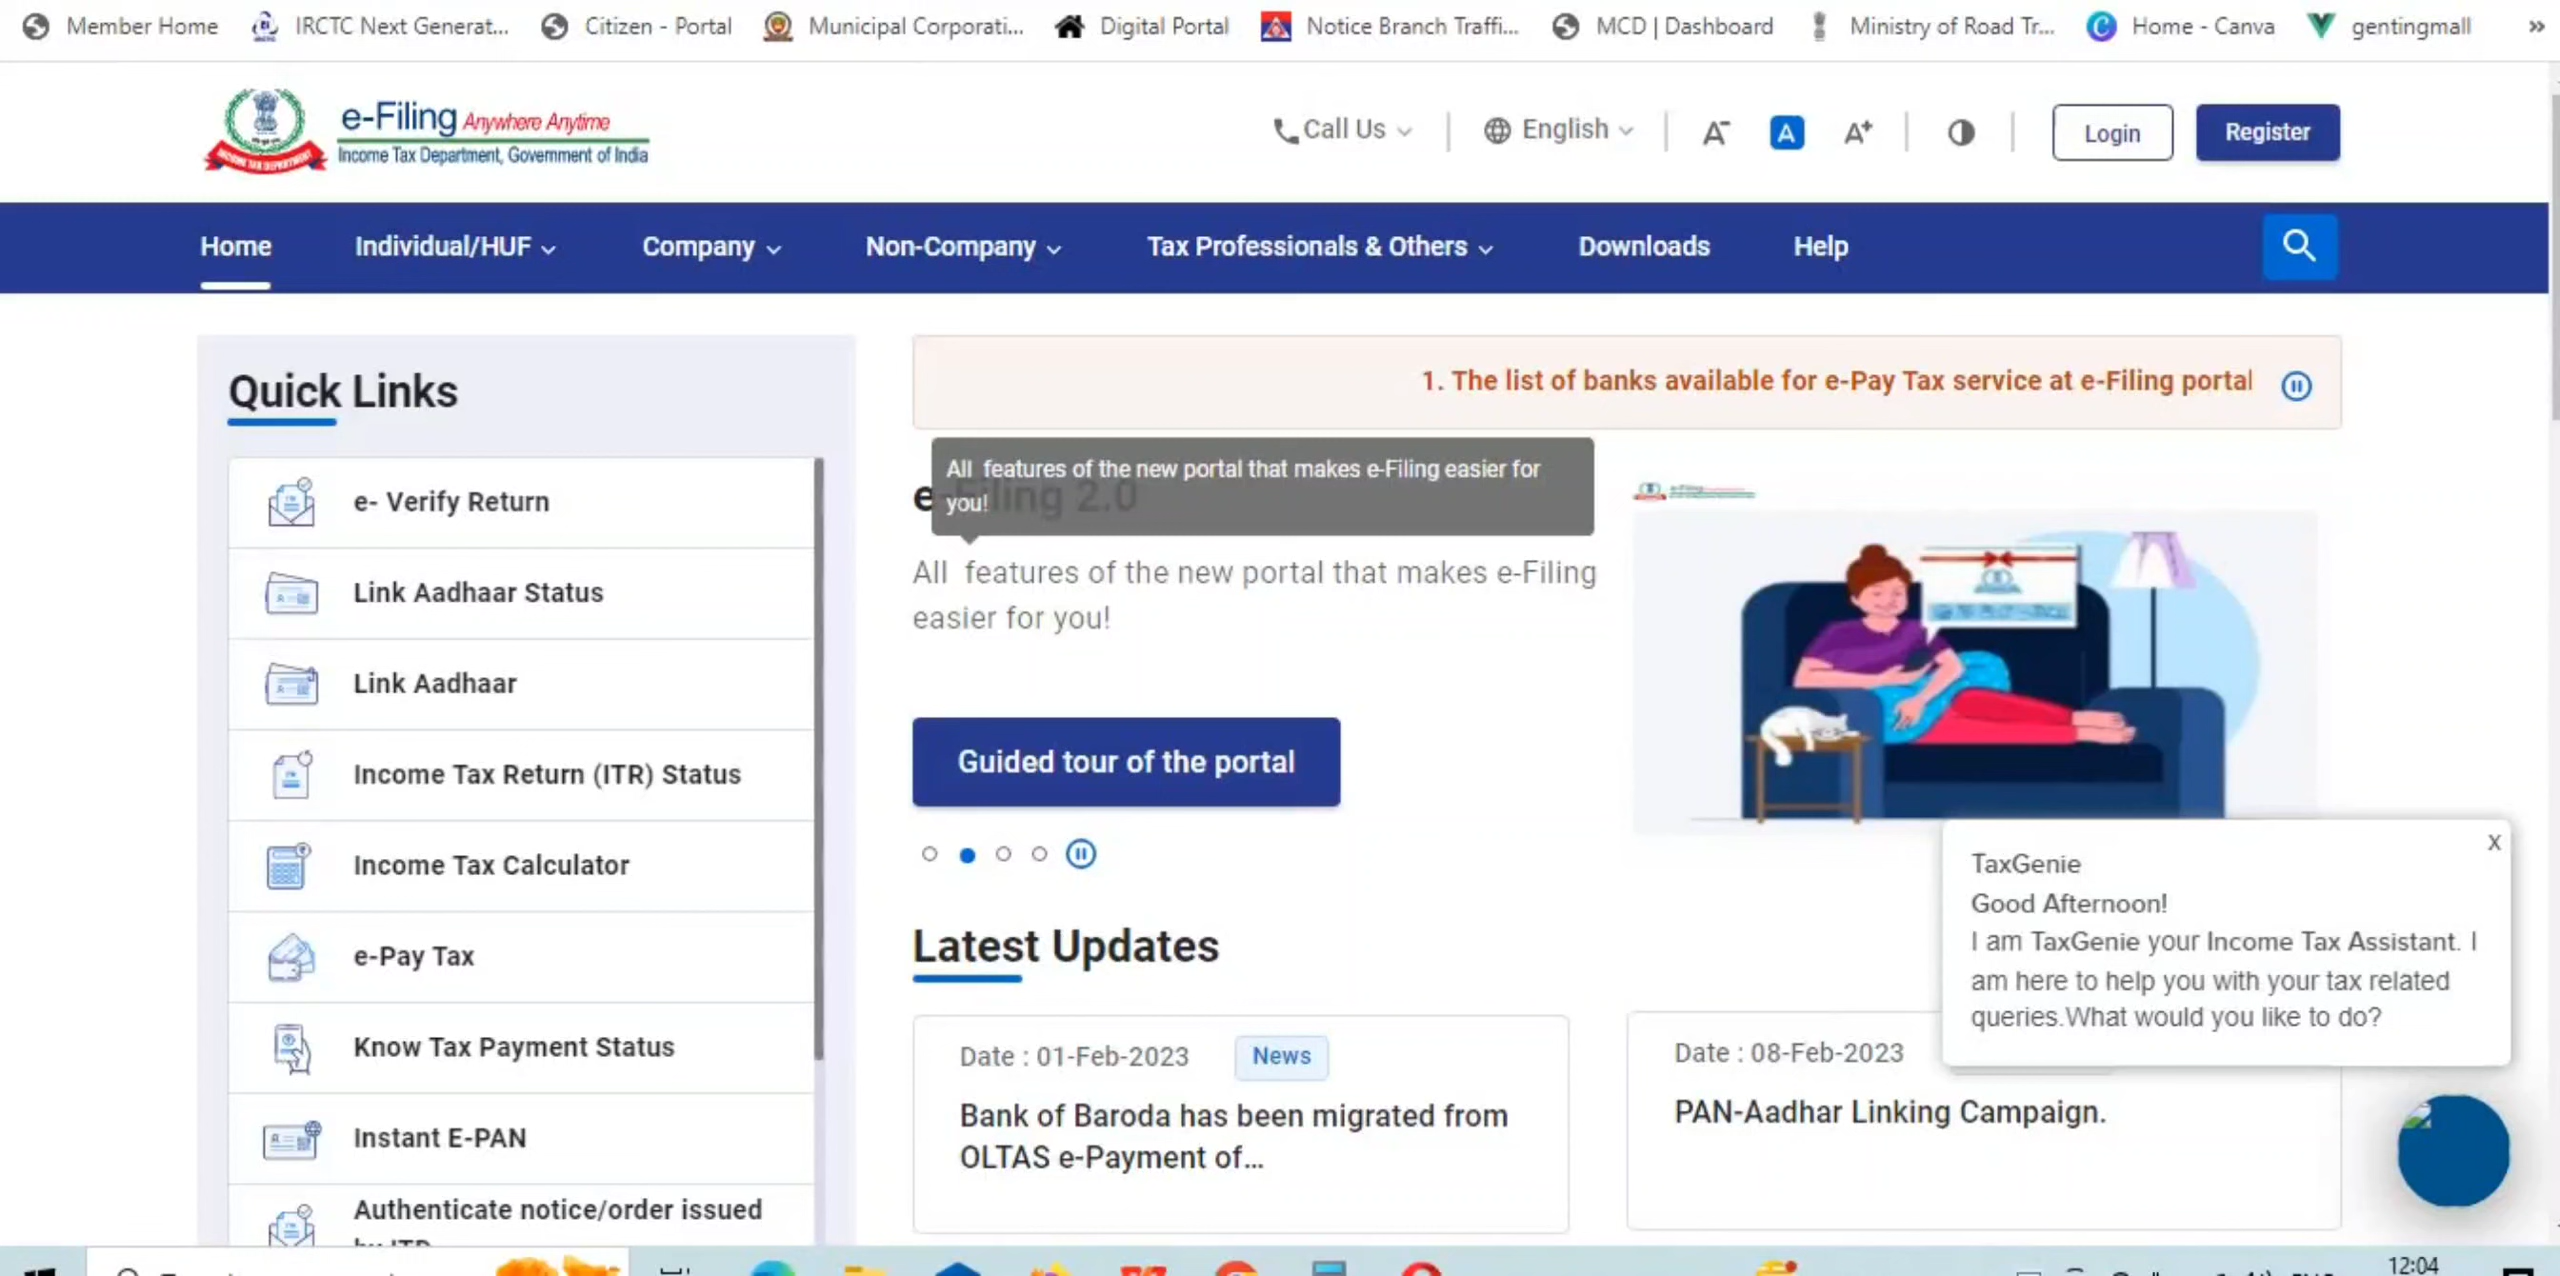 Member Home
IRCTC Next Generat...
Citizen - Portal
Municipal Corporati...
Digital Portal
Notice Branch Traffi...
MCD | Dashboard
Ministry of Road Tr...
Home - Canva
gentingmall
»
e-Filing Anywhere Anytime
Income Tax Department, Government of India
INCOME TAX DEPARTMENT
Call Us
English
A-
A
A+
Login
Register
Home
Individual/HUF
Company
Non-Company
Tax Professionals & Others
Downloads
Help
Quick Links
e- Verify Return
Link Aadhaar Status
Link Aadhaar
Income Tax Return (ITR) Status
Income Tax Calculator
e-Pay Tax
Know Tax Payment Status
Instant E-PAN
Authenticate notice/order issued
by ITD
1. The list of banks available for e-Pay Tax service at e-Filing portal
All features of the new portal that makes e-Filing easier for
you!
e-Filing 2.0
All features of the new portal that makes e-Filing
easier for you!
Guided tour of the portal
Latest Updates
Date : 01-Feb-2023
News
Bank of Baroda has been migrated from
OLTAS e-Payment of...
Date : 08-Feb-2023
PAN-Aadhar Linking Campaign.
X
TaxGenie
Good Afternoon!
I am TaxGenie your Income Tax Assistant. I
am here to help you with your tax related
queries.What would you like to do?
12:04